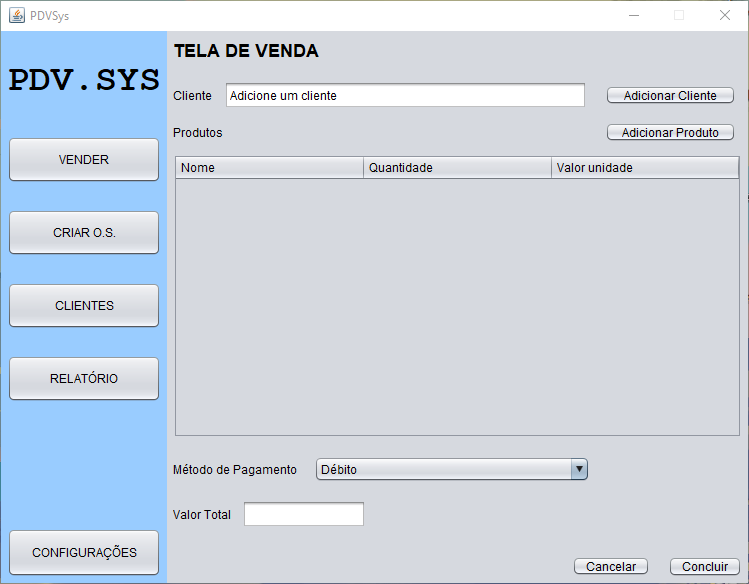 PDVSys
PDV.SYS
VENDER
CRIAR O.S.
CLIENTES
RELATÓRIO
CONFIGURAÇÕES
TELA DE VENDA
Cliente Adicione um cliente Adicionar Cliente
Produtos Adicionar Produto
Nome Quantidade Valor unidade
Método de Pagamento Débito
Valor Total
Cancelar Concluir